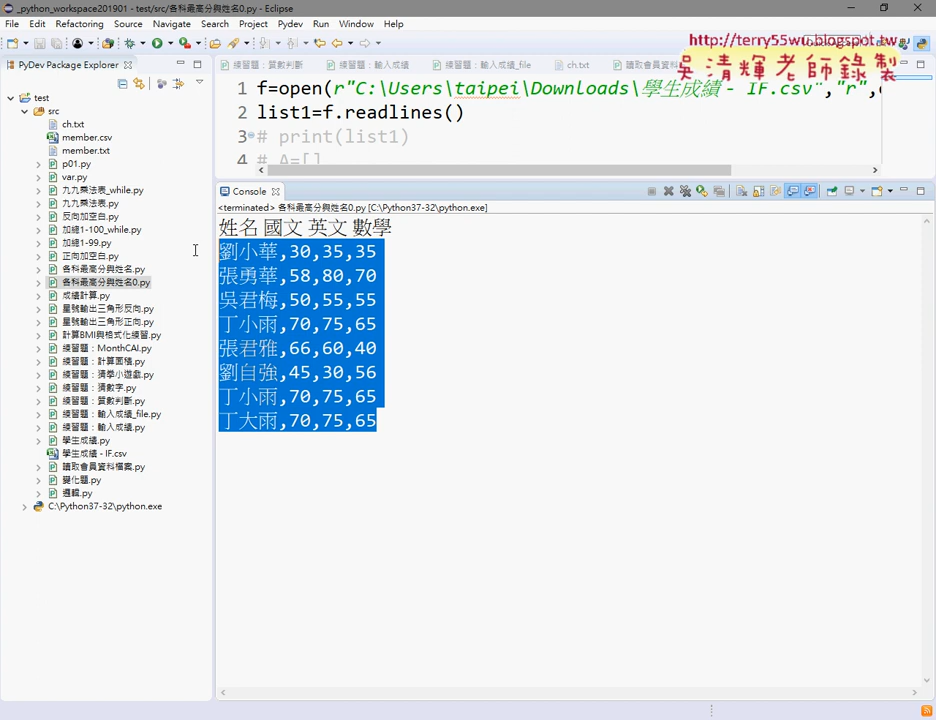 _python_workspace201901 - test/src/各科最高分與姓名0.py - Eclipse
File Edit Refactoring Source Navigate Search Project Pydev Run Window Help
http://terry55wu.blogspot.tw
吳清輝老師錄製
PyDev Package Explorer
練習題：質數判斷 練習題：輸入成績 練習題：輸入成績_file ch.txt 讀取會員資料
test
src
ch.txt
member.csv
member.txt
p01.py
var.py
九九乘法表_while.py
九九乘法表.py
反向加空白.py
加總1-100_while.py
加總1-99.py
正向加空白.py
各科最高分與姓名.py
各科最高分與姓名0.py
成績計算.py
星號輸出三角形反向.py
星號輸出三角形正向.py
計算BMI與格式化練習.py
練習題：MonthCAI.py
練習題：計算面積.py
練習題：猜學小遊戲.py
練習題：猜數字.py
練習題：質數判斷.py
練習題：輸入成績_file.py
練習題：輸入成績.py
學生成績.py
學生成績 - IF.csv
讀取會員資料檔案.py
變化題.py
邏輯.py
C:\Python37-32\python.exe
1 f=open(r"C:\Users\taipei\Downloads\學生成績 - IF.csv","r",
2 list1=f.readlines()
3 # print(list1)
4 # A=[]
Console
<terminated> 各科最高分與姓名0.py [C:\Python37-32\python.exe]
姓名 國文 英文 數學
劉小華,30,35,35
張勇華,58,80,70
吳君梅,50,55,55
丁小雨,70,75,65
張君雅,66,60,40
劉自強,45,30,56
丁小雨,70,75,65
丁大雨,70,75,65